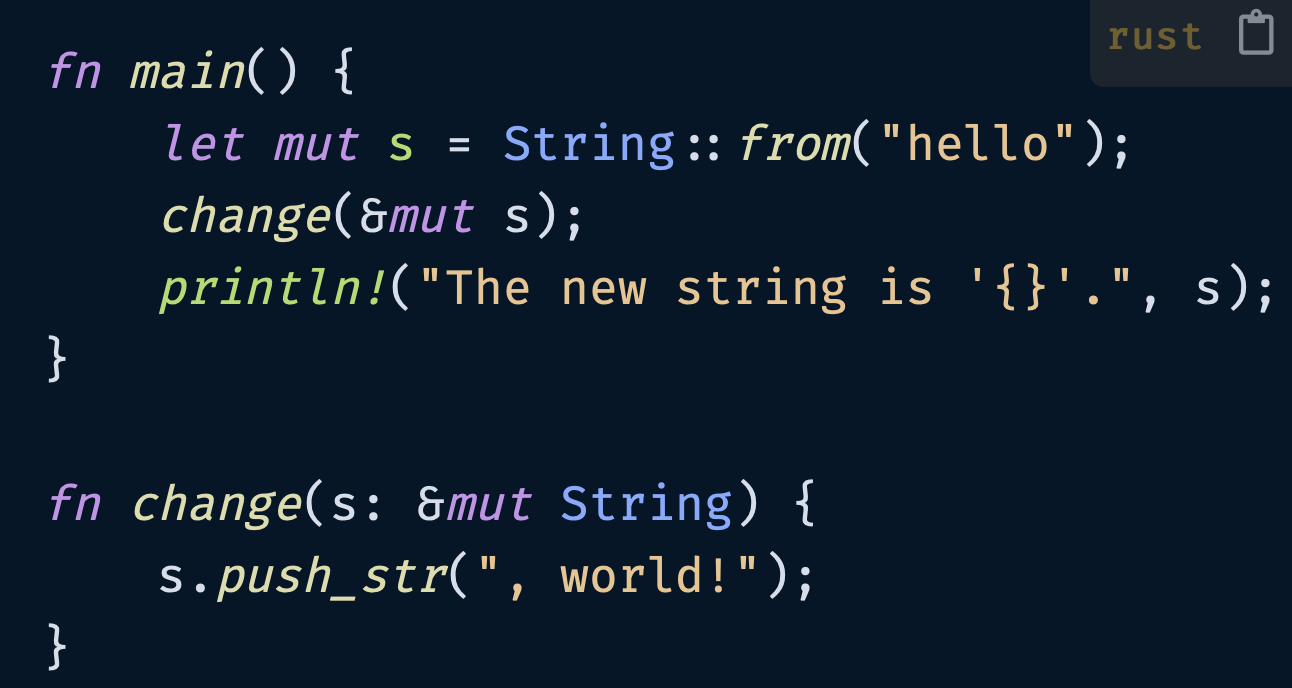 rust
fn main() {
    let mut s = String::from("hello");
    change(&mut s);
    println!("The new string is '{}'.", s);
}

fn change(s: &mut String) {
    s.push_str(", world!");
}